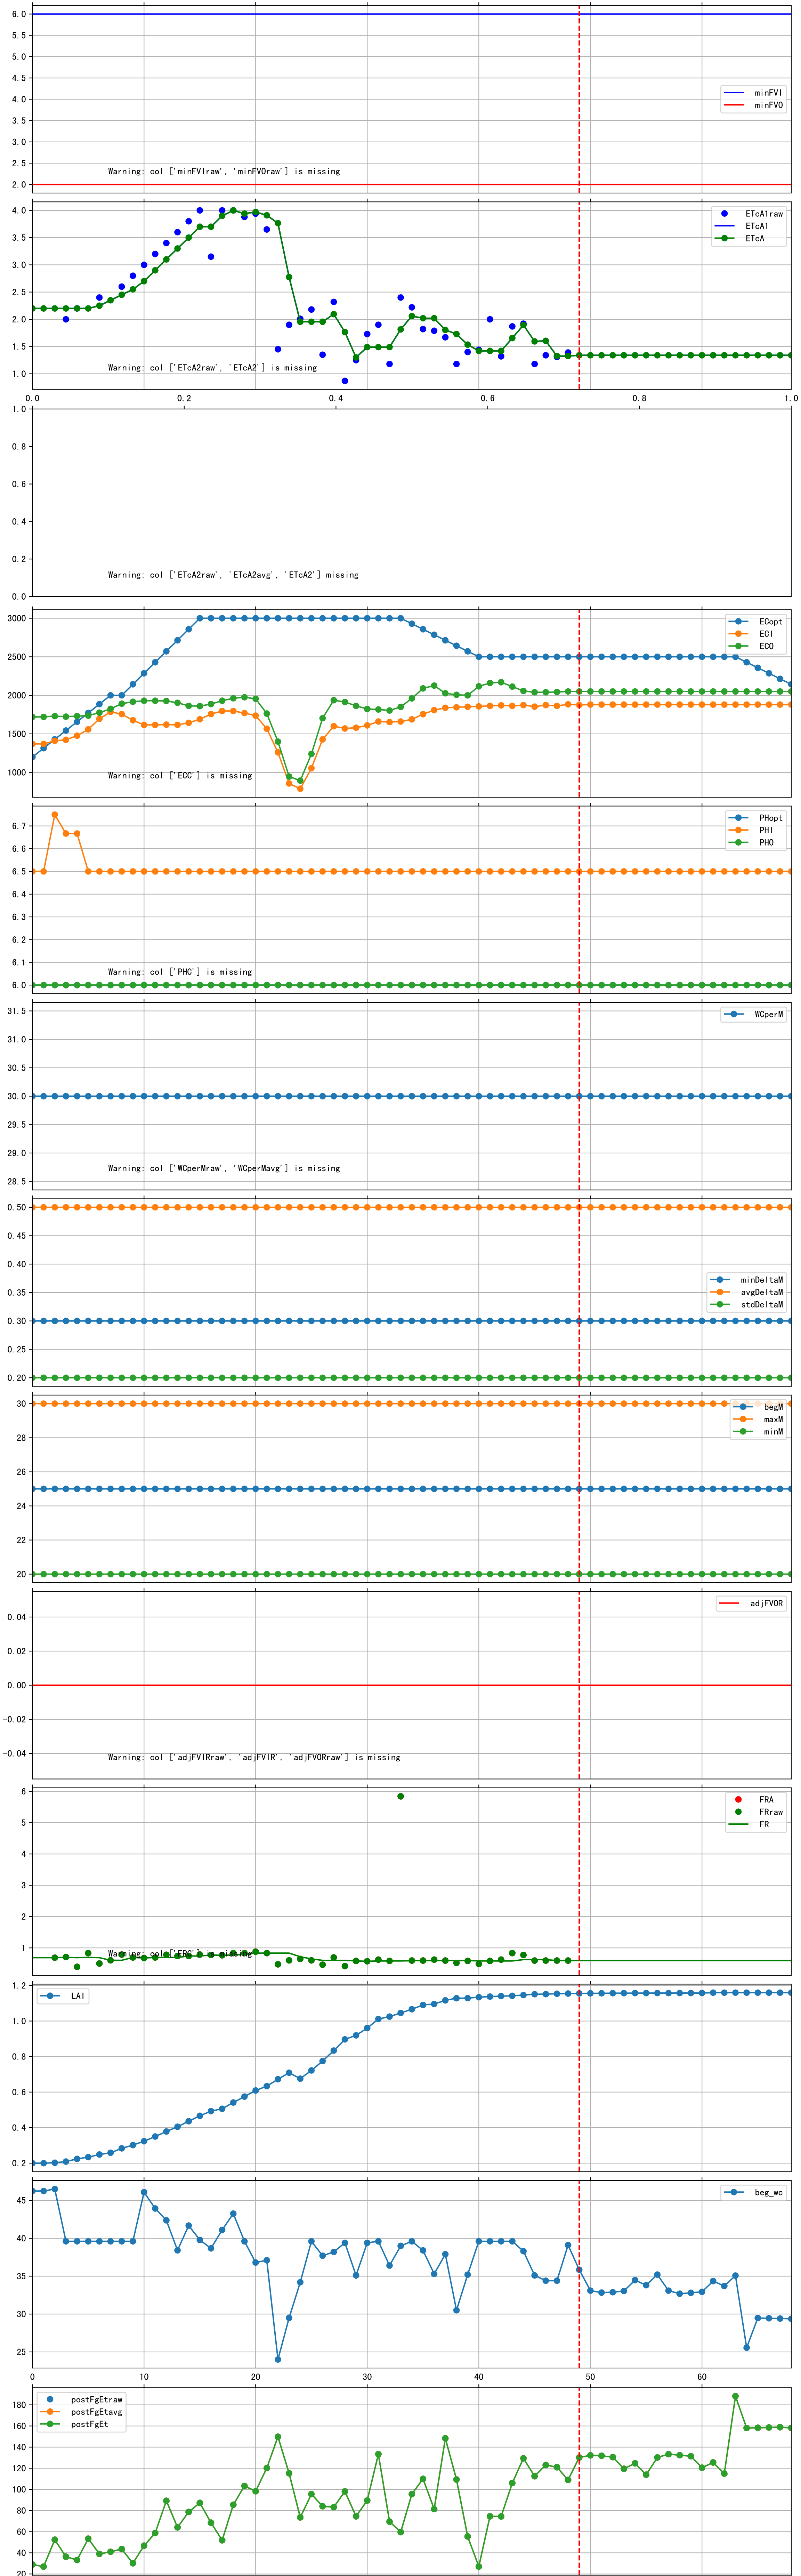 6.0
5.5
5.0
4.5
4.0
3.5
3.0
2.5
2.0
minFVI
minFVO
Warning: col ['minFVIraw', 'minFVOraw'] is missing
4.0
3.5
3.0
2.5
2.0
1.5
1.0
ETcA1raw
ETcA1
ETcA
Warning: col ['ETcA2raw', 'ETcA2'] is missing
0.0 0.2 0.4 0.6 0.8 1.0
1.0
0.8
0.6
0.4
0.2
0.0
Warning: col ['ETcA2raw', 'ETcA2avg', 'ETcA2'] missing
3000
2500
2000
1500
1000
ECopt
ECI
ECO
Warning: col ['ECC'] is missing
6.7
6.6
6.5
6.4
6.3
6.2
6.1
6.0
PHopt
PHI
PHO
Warning: col ['PHC'] is missing
31.5
31.0
30.5
30.0
29.5
29.0
28.5
WCperM
Warning: col ['WCperMraw', 'WCperMavg'] is missing
0.50
0.45
0.40
0.35
0.30
0.25
0.20
minDeltaM
avgDeltaM
stdDeltaM
30
28
26
24
22
20
begM
maxM
minM
0.04
0.02
0.00
−0.02
−0.04
adjFVOR
Warning: col ['adjFVIRraw', 'adjFVIR', 'adjFVORraw'] is missing
6
5
4
3
2
1
FRA
FRraw
FR
Warning: col ['FRC'] is missing
1.2
1.0
0.8
0.6
0.4
0.2
LAI
45
40
35
30
25
beg_wc
0 10 20 30 40 50 60
180
160
140
120
100
80
60
40
20
postFgEtraw
postFgEtavg
postFgEt